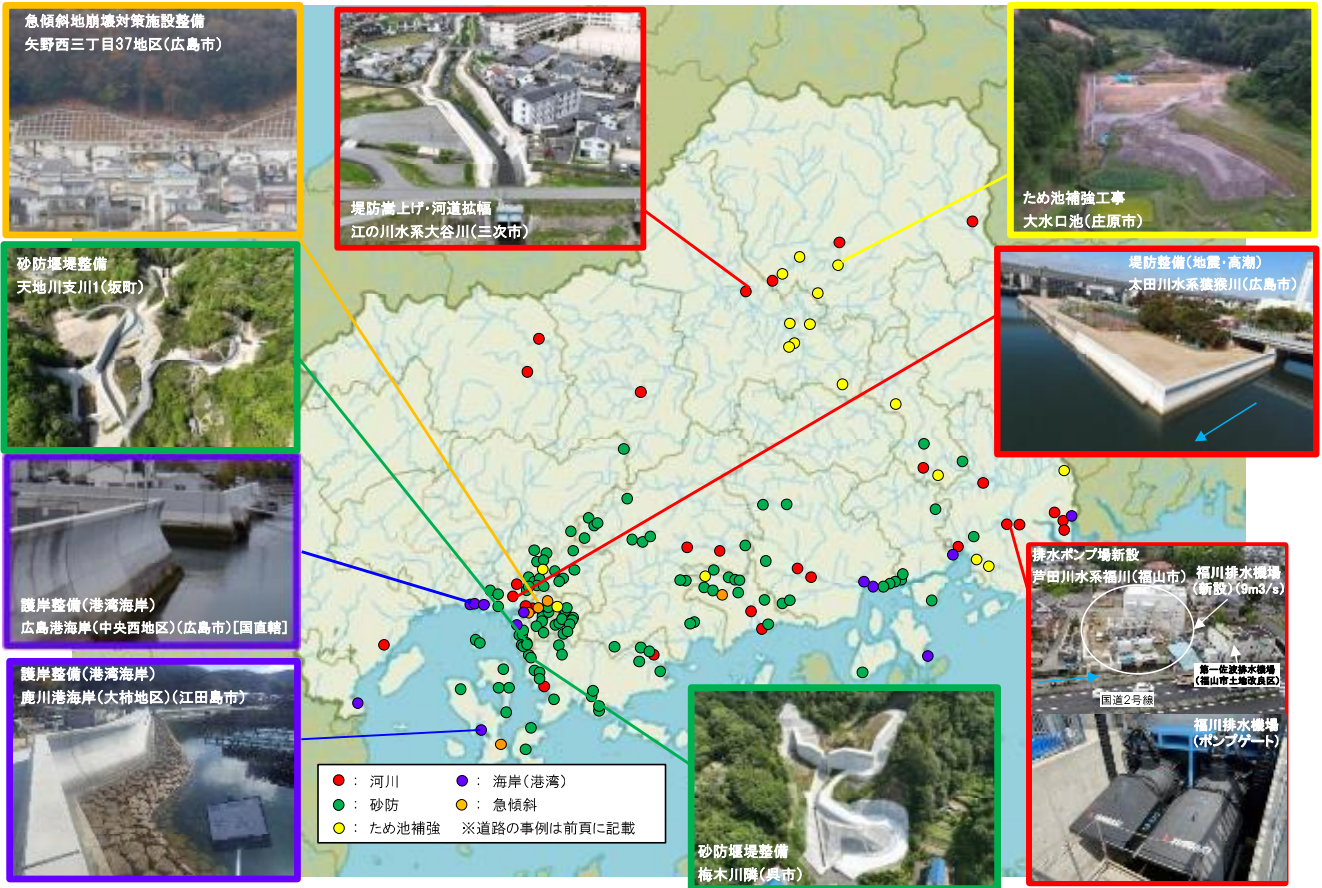 急傾斜地崩壊対策施設整備
矢野西三丁目37地区(広島市)
堤防嵩上げ・河道拡幅
江の川水系大谷川(三次市)
ため池補強工事
大水口池(庄原市)
砂防堰堤整備
天地川支川1(坂町)
堤防整備(地震・高潮)
太田川水系猿猴川(広島市)
護岸整備(港湾海岸)
広島港海岸(中央西地区)(広島市)[国直轄]
排水ポンプ場新設
芦田川水系福川(福山市)
福川排水機場
(新設)(9m3/s)
第一佐波排水機場
(福山市土地改良区)
国道2号線
福川排水機場
(ポンプゲート)
護岸整備(港湾海岸)
鹿川港海岸(大柿地区)(江田島市)
砂防堰堤整備
梅木川隣(呉市)
： 河川
： 海岸(港湾)
： 砂防
： 急傾斜
： ため池補強
※道路の事例は前頁に記載